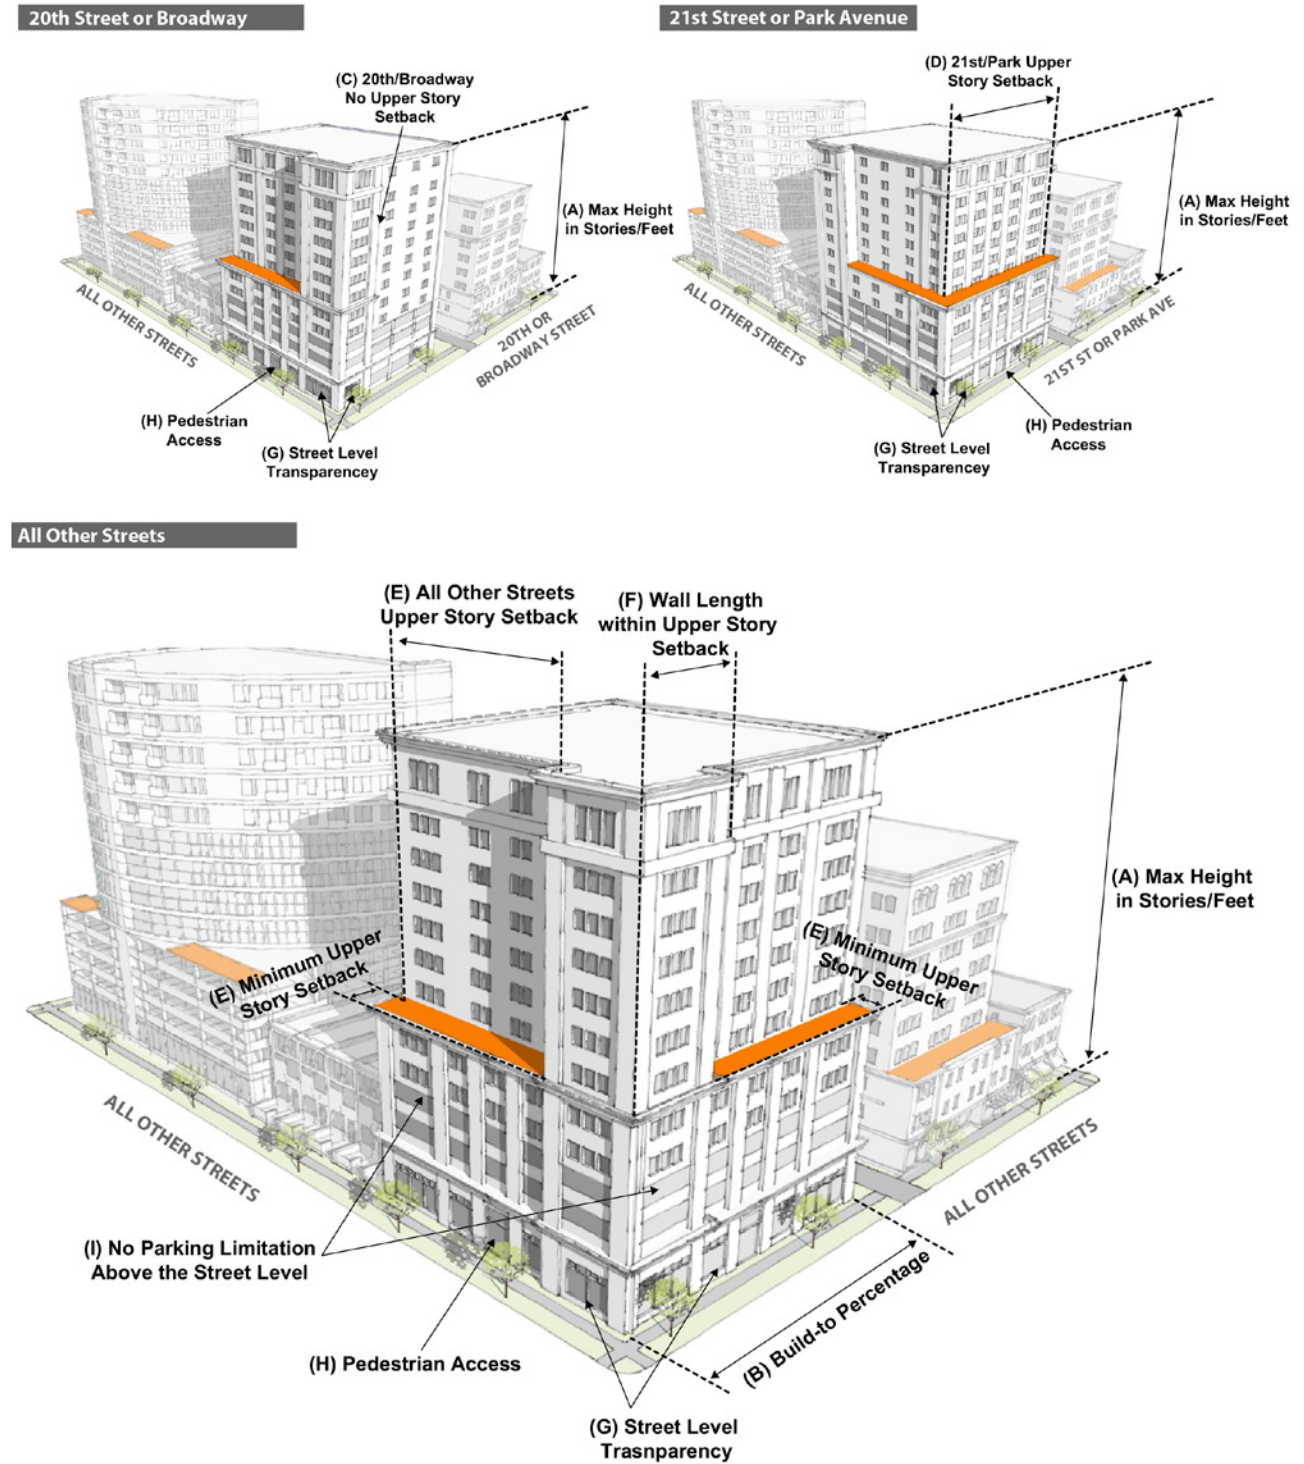 20th Street or Broadway
(C) 20th/Broadway
No Upper Story
Setback
(A) Max Height
in Stories/Feet
ALL OTHER STREETS
20TH OR
BROADWAY STREET
(H) Pedestrian
Access
(G) Street Level
Transparencey
21st Street or Park Avenue
(D) 21st/Park Upper
Story Setback
(A) Max Height
in Stories/Feet
ALL OTHER STREETS
21ST ST OR PARK AVE
(H) Pedestrian
Access
(G) Street Level
Transparencey
All Other Streets
(E) All Other Streets
Upper Story Setback
(F) Wall Length
within Upper Story
Setback
(A) Max Height
in Stories/Feet
(E) Minimum Upper
Story Setback
(E) Minimum Upper
Story Setback
ALL OTHER STREETS
ALL OTHER STREETS
(I) No Parking Limitation
Above the Street Level
(B) Build-to Percentage
(H) Pedestrian Access
(G) Street Level
Trasnparency